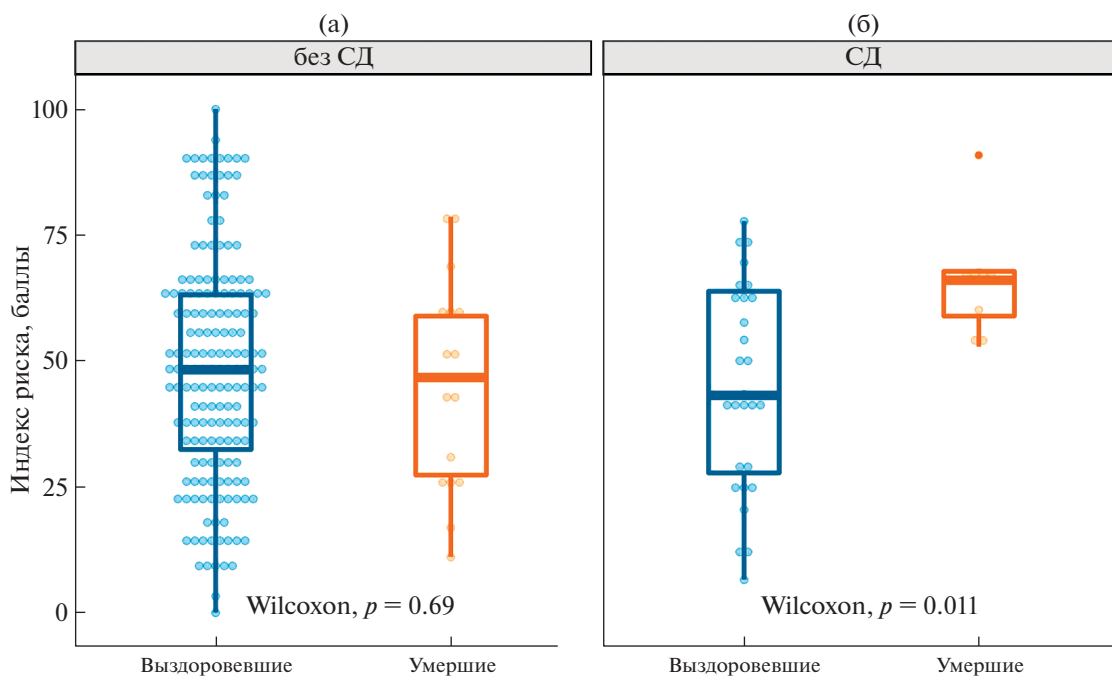 (а)
без СД
(б)
СД
Индекс риска, баллы
100
75
50
25
0
Wilcoxon, p = 0.69
Wilcoxon, p = 0.011
Выздоровевшие
Умершие
Выздоровевшие
Умершие